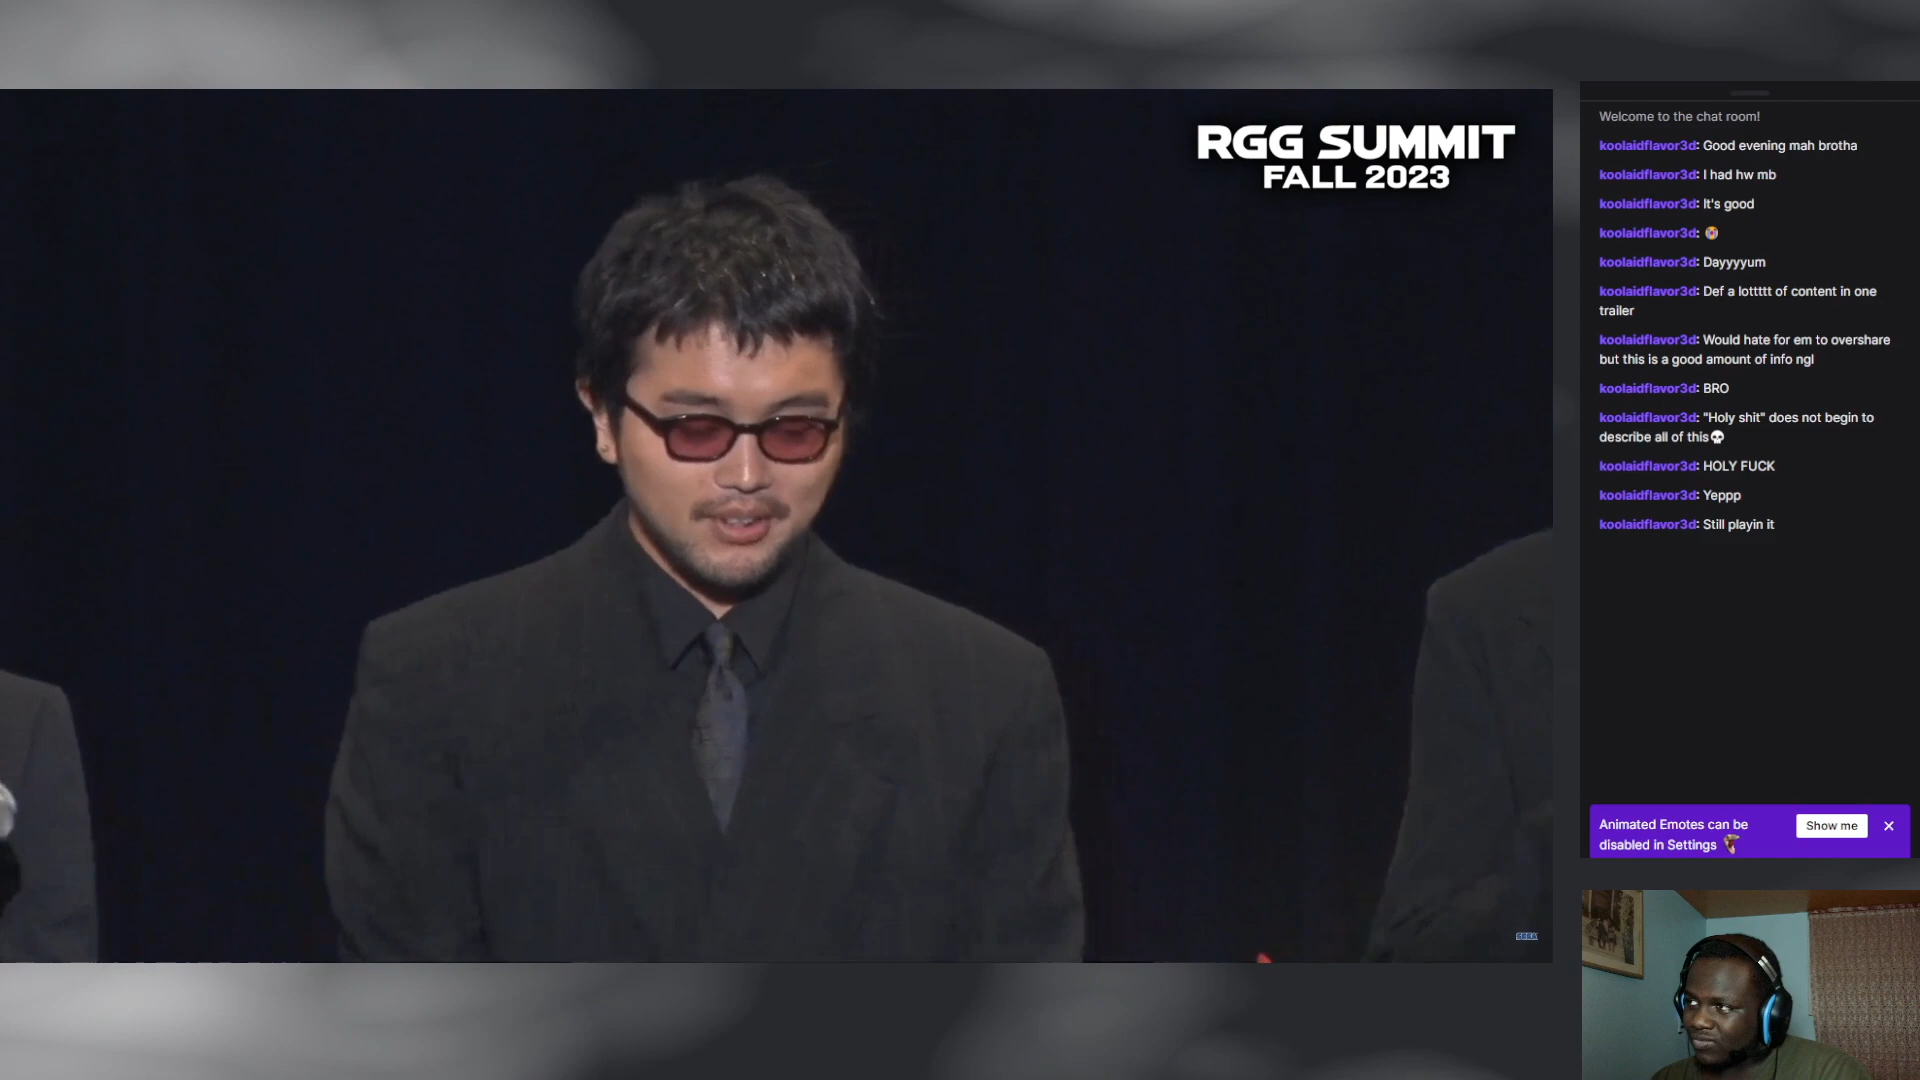 RGG SUMMIT
FALL 2023
SEGA
Welcome to the chat room!
koolaidflavor3d: Good evening mah brotha
koolaidflavor3d: I had hw mb
koolaidflavor3d: It's good
koolaidflavor3d:
koolaidflavor3d: Dayyyyum
koolaidflavor3d: Def a lottttt of content in one
trailer
koolaidflavor3d: Would hate for em to overshare
but this is a good amount of info ngl
koolaidflavor3d: BRO
koolaidflavor3d: "Holy shit" does not begin to
describe all of this💀
koolaidflavor3d: HOLY FUCK
koolaidflavor3d: Yeppp
koolaidflavor3d: Still playin it
Animated Emotes can be
disabled in Settings
Show me